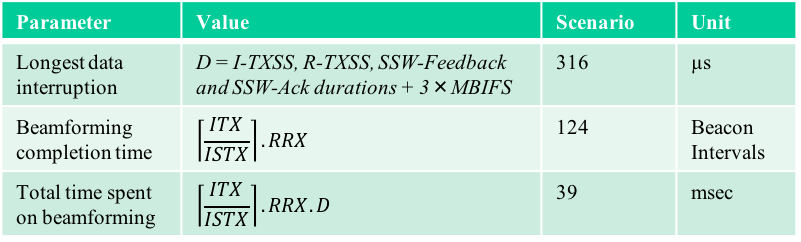 Parameter Value Scenario Unit
Longest data interruption D = I-TXSS, R-TXSS, SSW-Feedback and SSW-Ack durations + 3 × MBIFS 316 µs
Beamforming completion time ⌈ITX/ISTX⌉.RRX 124 Beacon Intervals
Total time spent on beamforming ⌈ITX/ISTX⌉.RRX.D 39 msec